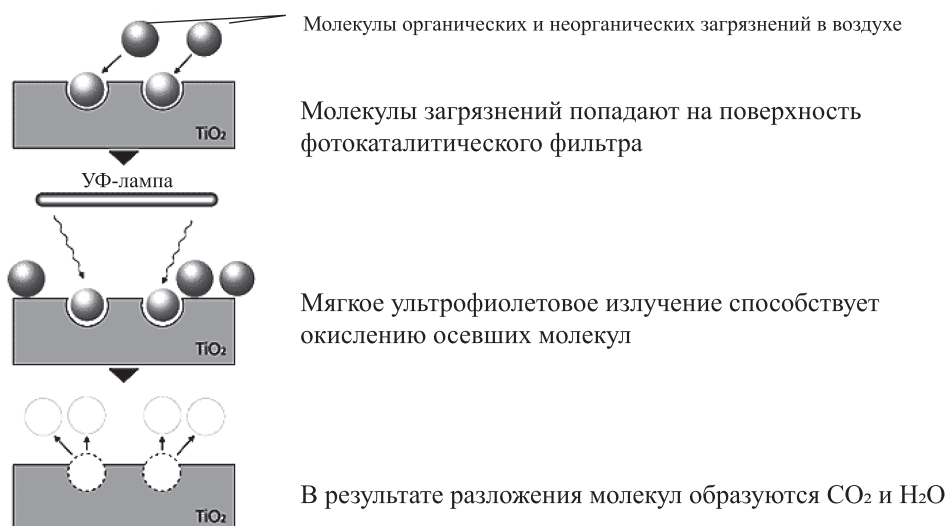 Молекулы органических и неорганических загрязнений в воздухе
TiO₂
Молекулы загрязнений попадают на поверхность
фотокаталитического фильтра
УФ-лампа
TiO₂
Мягкое ультрофиолетовое излучение способствует
окислению осевших молекул
TiO₂
В результате разложения молекул образуются CO₂ и H₂O